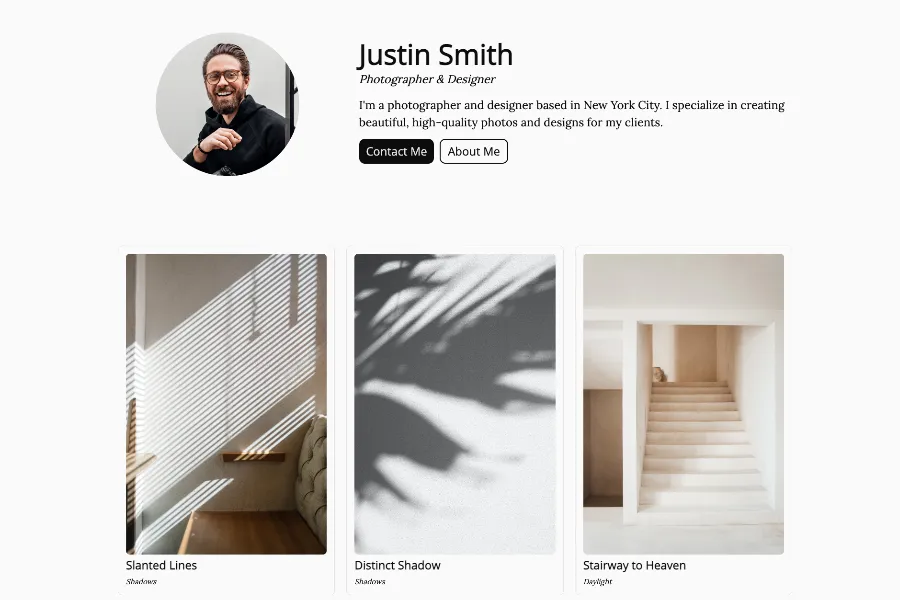 Justin Smith
Photographer & Designer
I'm a photographer and designer based in New York City. I specialize in creating
beautiful, high-quality photos and designs for my clients.
Contact Me
About Me
Slanted Lines
Shadows
Distinct Shadow
Shadows
Stairway to Heaven
Daylight